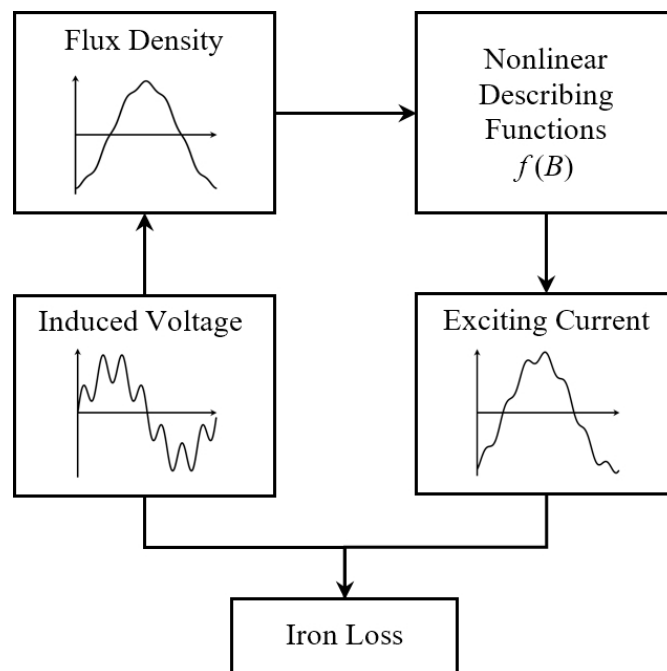 Flux Density
Nonlinear
Describing
Functions
f (B)
Induced Voltage
Exciting Current
Iron Loss